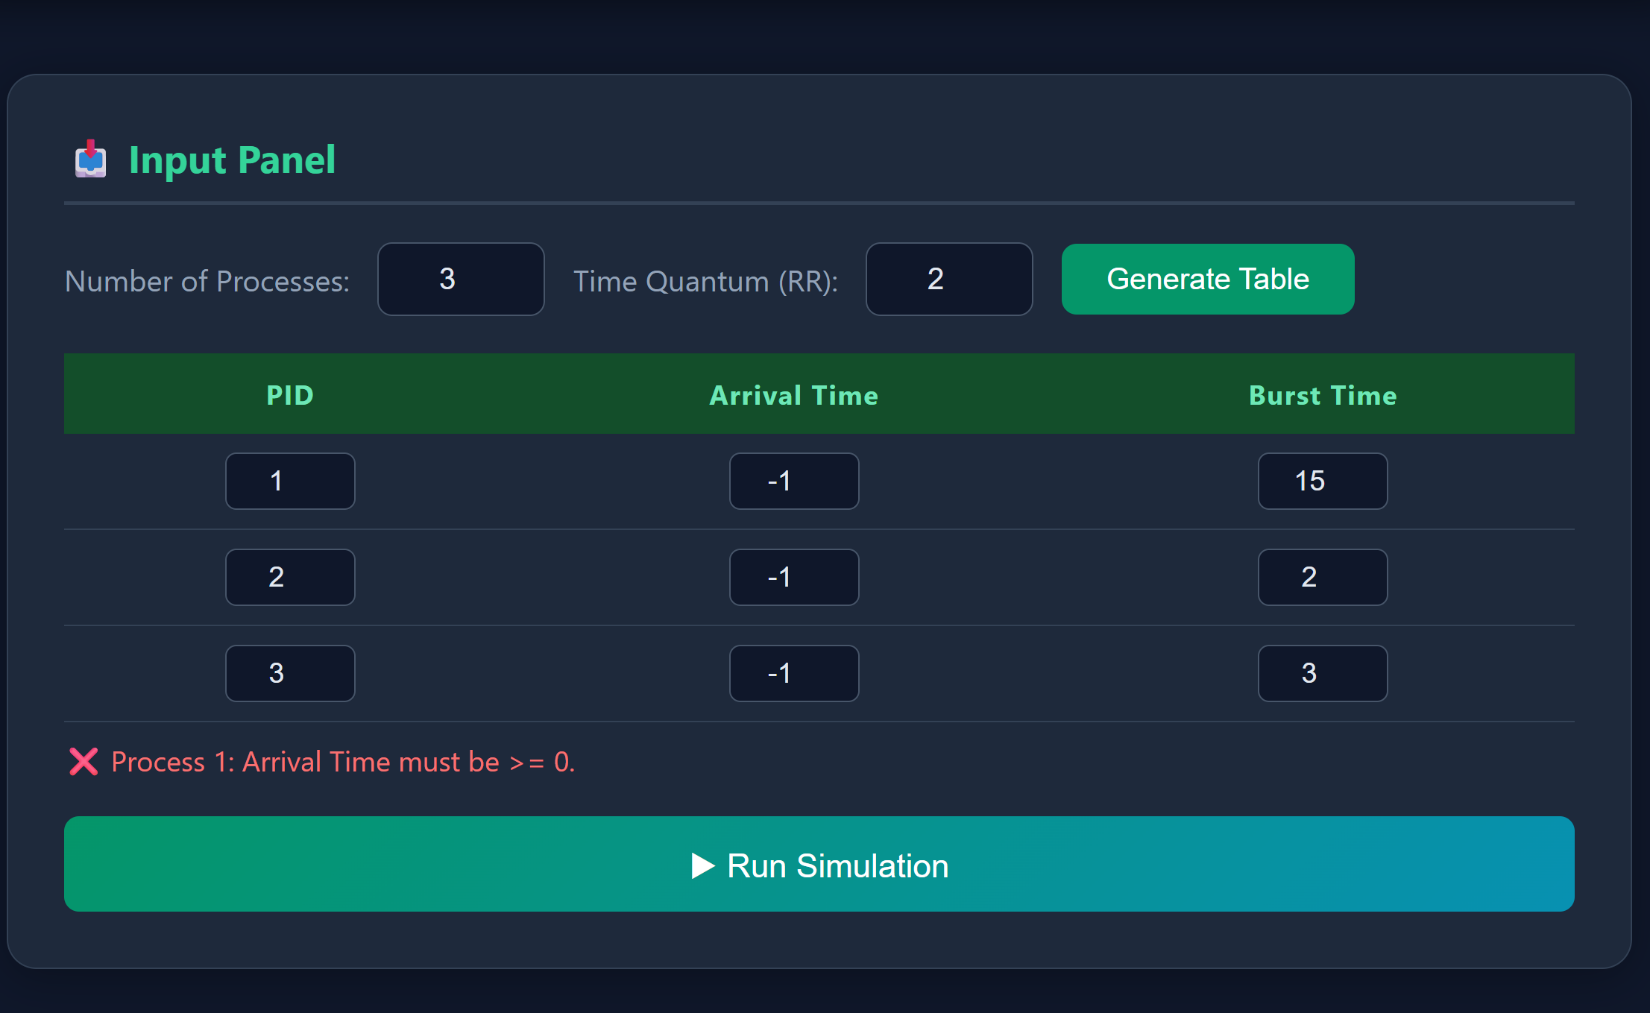 Input Panel
Number of Processes: 3 Time Quantum (RR): 2 Generate Table
PID Arrival Time Burst Time
1 -1 15
2 -1 2
3 -1 3
❌ Process 1: Arrival Time must be >= 0.
▶ Run Simulation